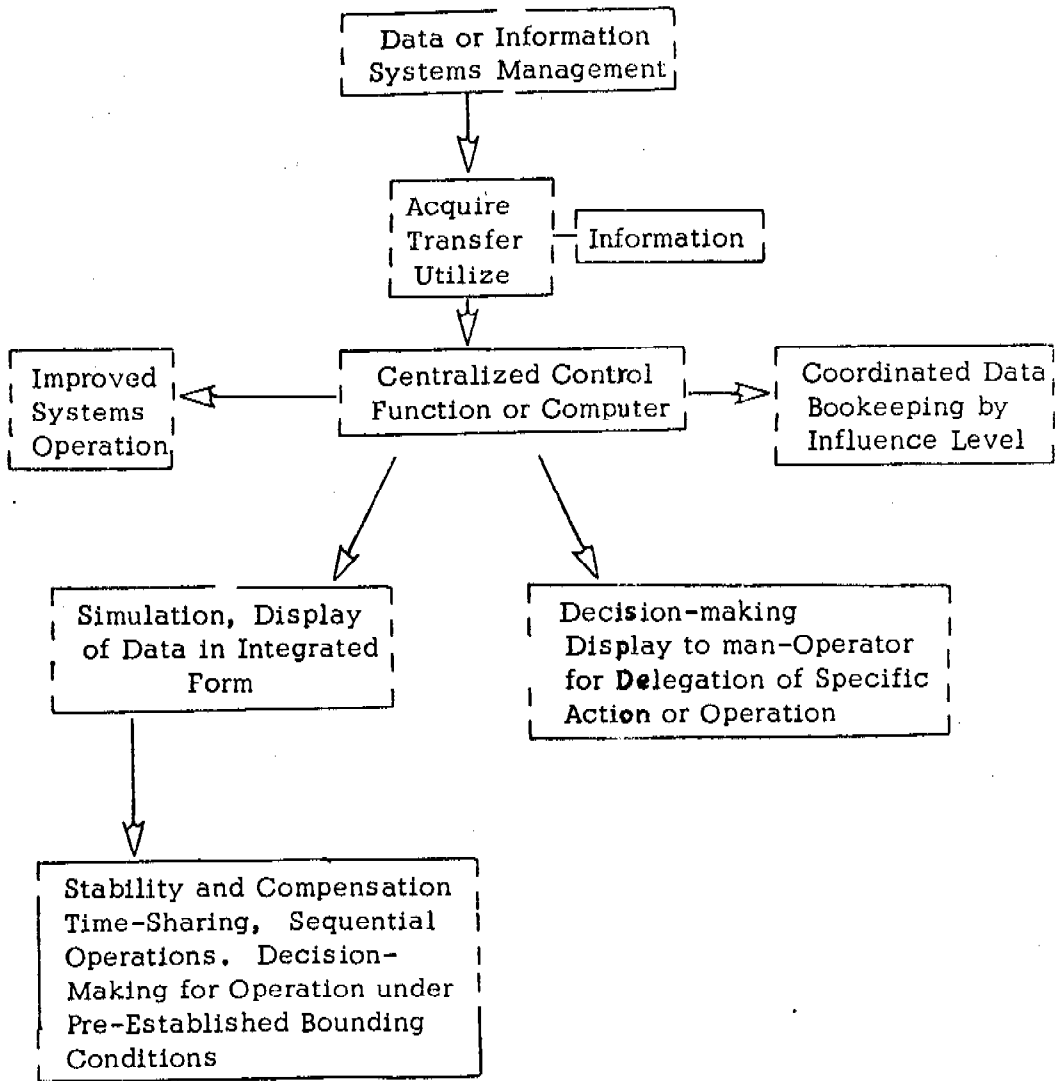 Data or Information
Systems Management
Acquire
Transfer
Utilize
Information
Improved
Systems
Operation
Centralized Control
Function or Computer
Coordinated Data
Bookeeping by
Influence Level
Simulation, Display
of Data in Integrated
Form
Decision-making
Display to man-Operator
for Delegation of Specific
Action or Operation
Stability and Compensation
Time-Sharing, Sequential
Operations. Decision-
Making for Operation under
Pre-Established Bounding
Conditions